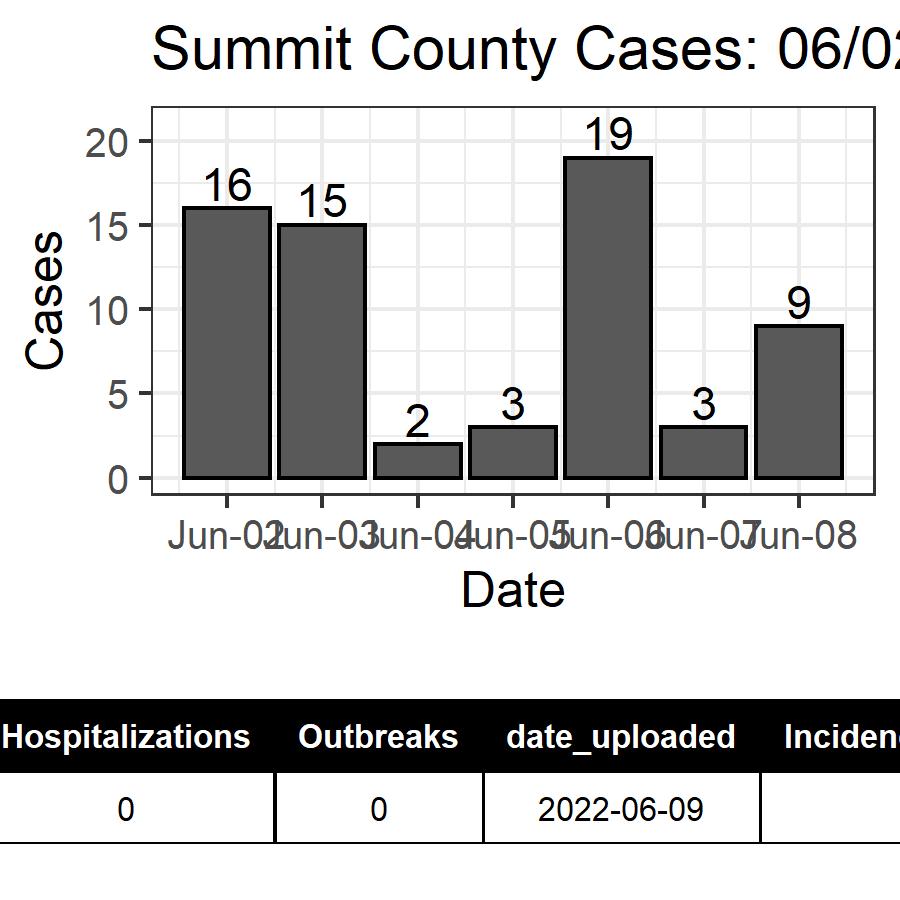 Summit County Cases: 06/02
20
15
10
5
0
Cases
16
15
2
3
19
3
9
Jun-02 Jun-03 Jun-04 Jun-05 Jun-06 Jun-07 Jun-08
Date
Hospitalizations Outbreaks date_uploaded Inciden
0 0 2022-06-09